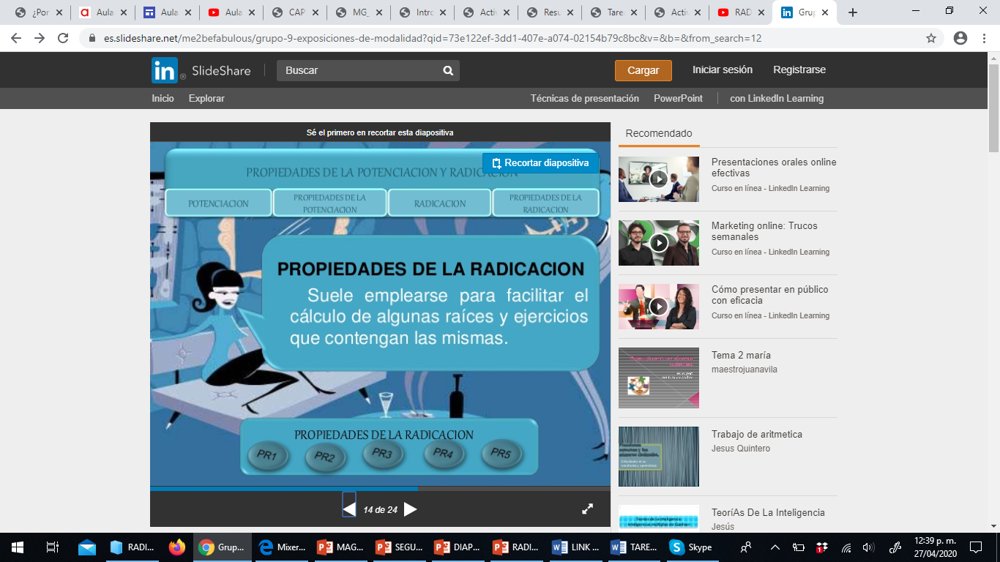 ¿Por
Aula
Aula
Aula
CAP
MG_
Intro
Activ
Resu
Tarea
Activ
RAD
Grup
es.slideshare.net/me2befabulous/grupo-9-exposiciones-de-modalidad?qid=73e122ef-3dd1-407e-a074-02154b79c8bc&v=&b=&from_search=12
in ® SlideShare
Buscar
Cargar
Iniciar sesión
Registrarse
Inicio
Explorar
Técnicas de presentación
PowerPoint
con LinkedIn Learning
Sé el primero en recortar esta diapositiva
Recortar diapositiva
PROPIEDADES DE LA POTENCIACION Y RADICACION
POTENCIACION
PROPIEDADES DE LA
POTENCIACION
RADICACION
PROPIEDADES DE LA
RADICACION
PROPIEDADES DE LA RADICACION
Suele emplearse para facilitar el
cálculo de algunas raíces y ejercicios
que contengan las mismas.
PROPIEDADES DE LA RADICACION
PR1
PR2
PR3
PR4
PR5
14 de 24
Recomendado
Presentaciones orales online
efectivas
Curso en línea - LinkedIn Learning
Marketing online: Trucos
semanales
Curso en línea - LinkedIn Learning
Cómo presentar en público
con eficacia
Curso en línea - LinkedIn Learning
Tema 2 maría
maestrojuanavila
Trabajo de aritmetica
Jesus Quintero
TeoríAs De La Inteligencia
Jesús
RADI...
Grup...
Mixer...
MAG...
SEGU...
DIAP...
RADI...
LINK ...
TARE...
Skype
12:39 p. m.
27/04/2020